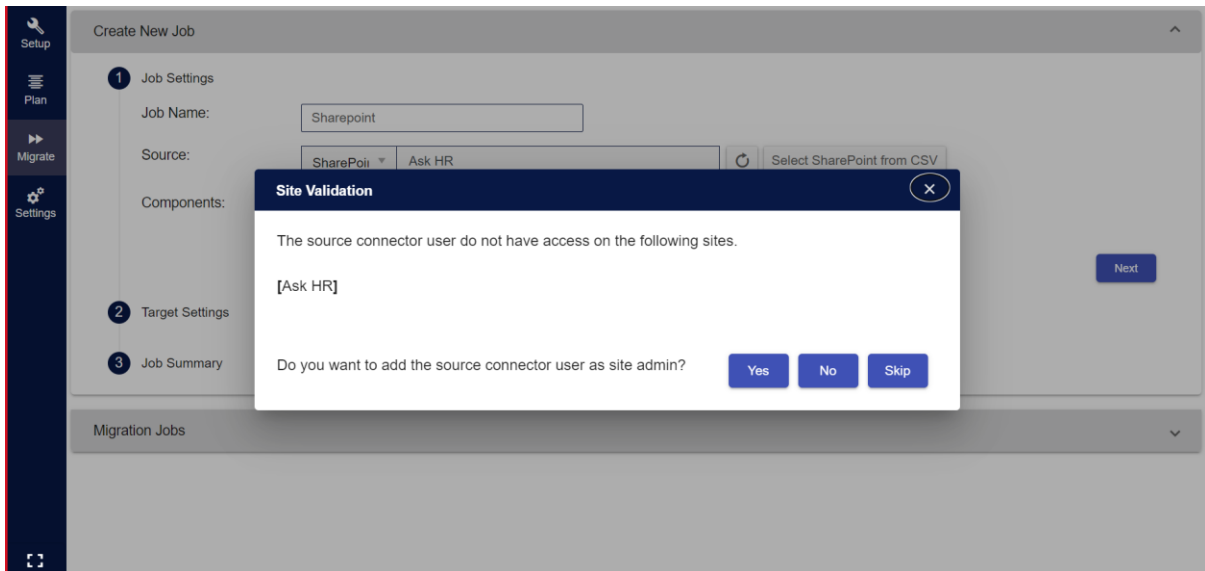 Setup
Plan
Migrate
Settings
Create New Job
1 Job Settings
Job Name: Sharepoint
Source: SharePoii Ask HR Select SharePoint from CSV
Components:
Site Validation
The source connector user do not have access on the following sites.
[Ask HR]
Do you want to add the source connector user as site admin? Yes No Skip
Next
2 Target Settings
3 Job Summary
Migration Jobs